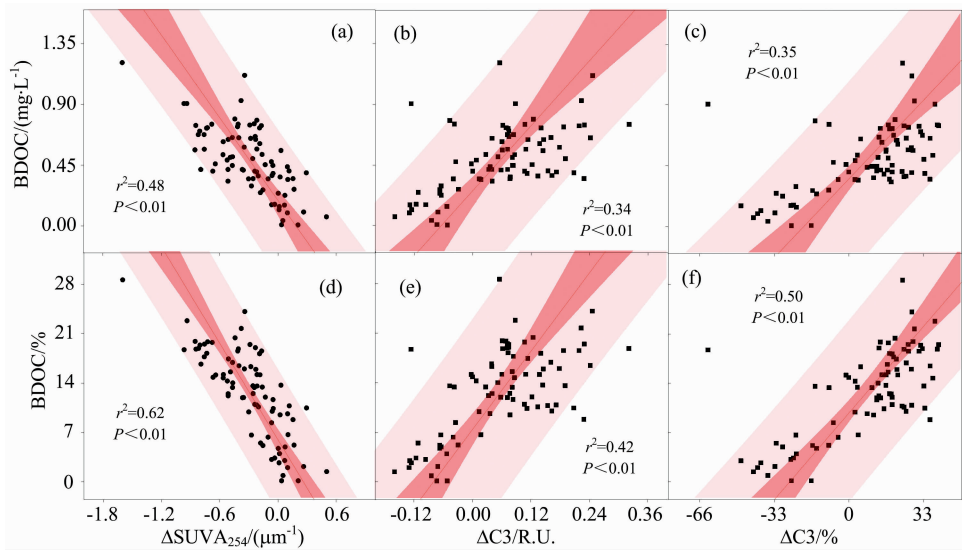 (a)
(b)
(c)
1.35
0.90
0.45
0.00
BDOC/(mg·L⁻¹)
r²=0.48
P<0.01
r²=0.34
P<0.01
r²=0.35
P<0.01
(d)
(e)
(f)
28
21
14
7
0
BDOC/%
r²=0.62
P<0.01
r²=0.42
P<0.01
r²=0.50
P<0.01
-1.8 -1.2 -0.6 0.0 0.6
-0.12 0.00 0.12 0.24 0.36
-66 -33 0 33
ΔSUVA₂₅₄/(μm⁻¹)
ΔC3/R.U.
ΔC3/%